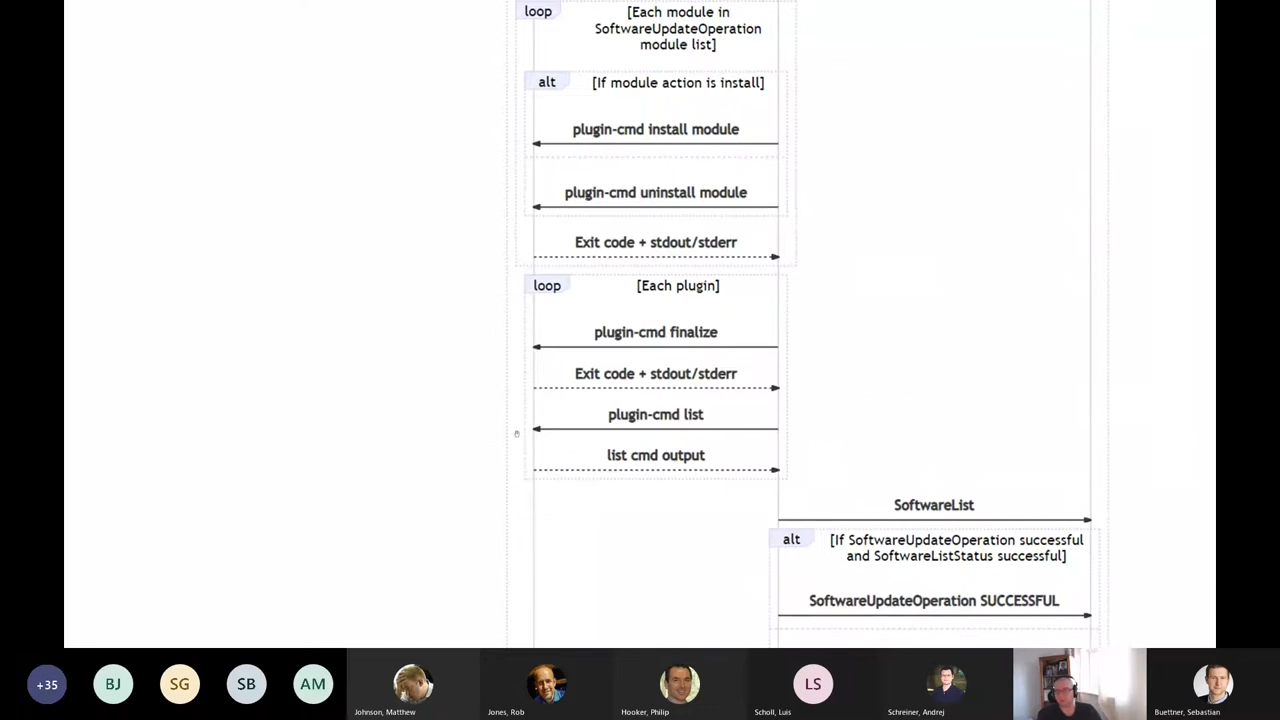 loop
[Each module in
SoftwareUpdateOperation
module list]
alt
[If module action is install]
plugin-cmd install module
plugin-cmd uninstall module
Exit code + stdout/stderr
loop
[Each plugin]
plugin-cmd finalize
Exit code + stdout/stderr
plugin-cmd list
list cmd output
SoftwareList
alt
[If SoftwareUpdateOperation successful
and SoftwareListStatus successful]
SoftwareUpdateOperation SUCCESSFUL
+35
BJ
SG
SB
AM
LS
Johnson, Matthew
Jones, Rob
Hooker, Philip
Scholl, Luis
Schreiner, Andrej
Buettner, Sebastian